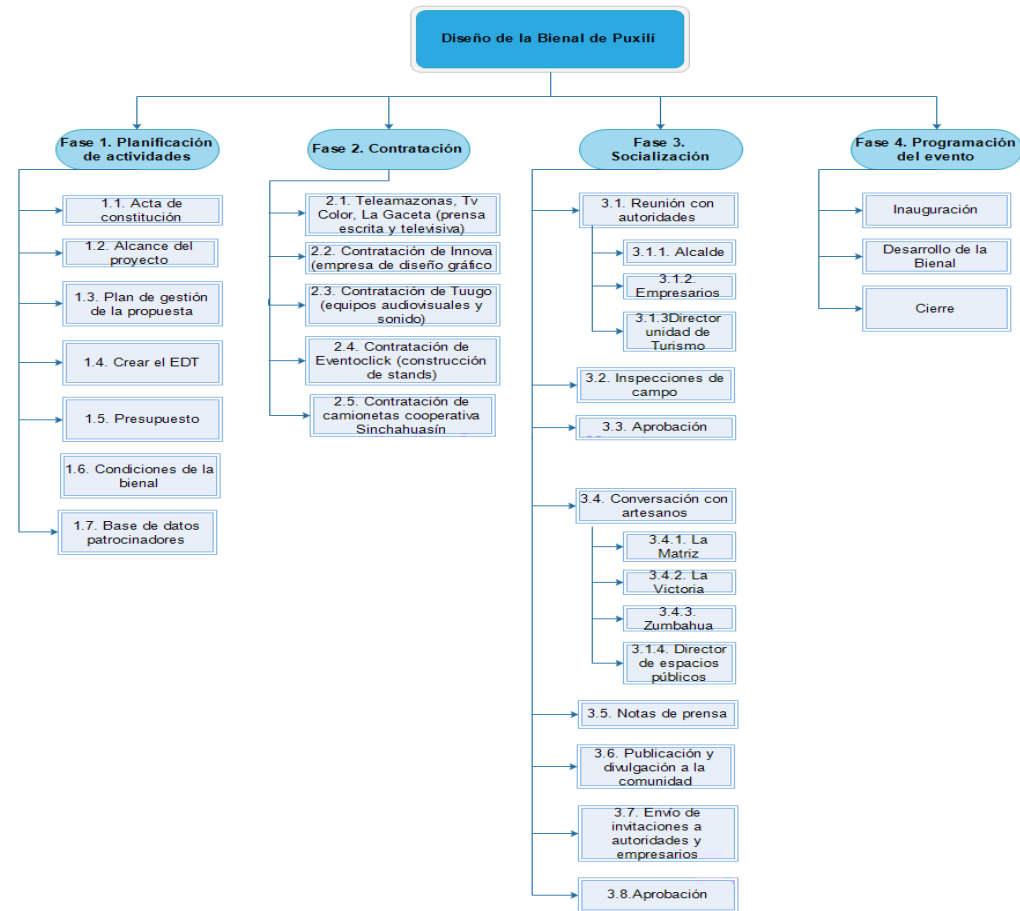 Diseño de la Bienal de Puxilí
Fase 1. Planificación
de actividades
1.1. Acta de
constitución
1.2. Alcance del
proyecto
1.3. Plan de gestión
de la propuesta
1.4. Crear el EDT
1.5. Presupuesto
1.6. Condiciones de la
bienal
1.7. Base de datos
patrocinadores
Fase 2. Contratación
2.1. Teleamazonas, Tv
Color, La Gaceta (prensa
escrita y televisiva)
2.2. Contratación de Innova
(empresa de diseño gráfico
2.3. Contratación de Tuugo
(equipos audiovisuales y
sonido)
2.4. Contratación de
Eventoclick (construcción
de stands)
2.5. Contratación de
camionetas cooperativa
Sinchahuasín
Fase 3.
Socialización
3.1. Reunión con
autoridades
3.1.1. Alcalde
3.1.2.
Empresarios
3.1.3Director
unidad de
Turismo
3.2. Inspecciones de
campo
3.3. Aprobación
3.4. Conversación con
artesanos
3.4.1. La
Matriz
3.4.2. La
Victoria
3.4.3.
Zumbahua
3.1.4. Director
de espacios
públicos
3.5. Notas de prensa
3.6. Publicación y
divulgación a la
comunidad
3.7. Envío de
invitaciones a
autoridades y
empresarios
3.8.Aprobación
Fase 4. Programación
del evento
Inauguración
Desarrollo de la
Bienal
Cierre